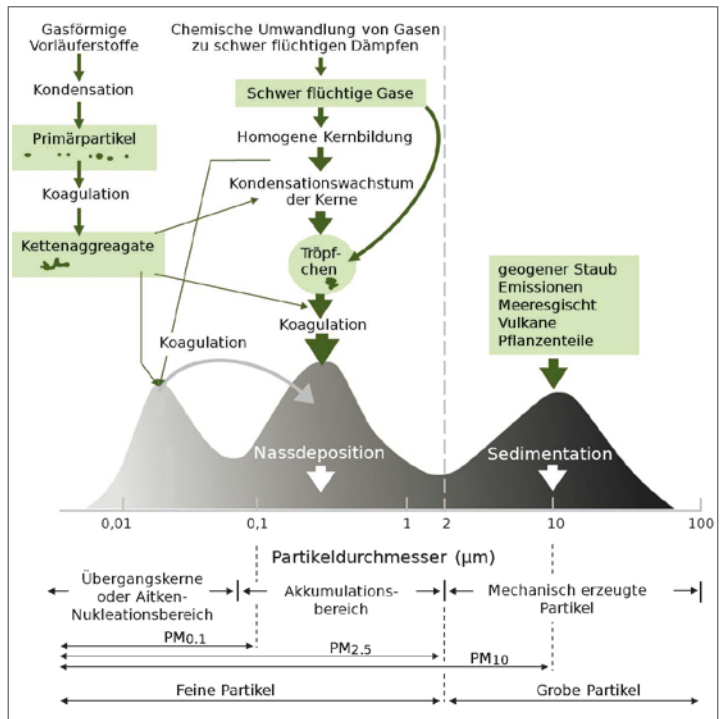 Gasförmige
Vorläuferstoffe
Kondensation
Primärpartikel
Koagulation
Kettenaggreagate
Chemische Umwandlung von Gasen
zu schwer flüchtigen Dämpfen
Schwer flüchtige Gase
Homogene Kernbildung
Kondensationswachstum
der Kerne
Tröpf-
chen
Koagulation
Koagulation
geogener Staub
Emissionen
Meeresgischt
Vulkane
Pflanzenteile
Nassdeposition
Sedimentation
0,01
0,1
1
2
10
100
Partikeldurchmesser (µm)
Übergangskerne
oder Aitken-
Nukleationsbereich
Akkumulations-
bereich
Mechanisch erzeugte
Partikel
PM0.1
PM2.5
PM10
Feine Partikel
Grobe Partikel